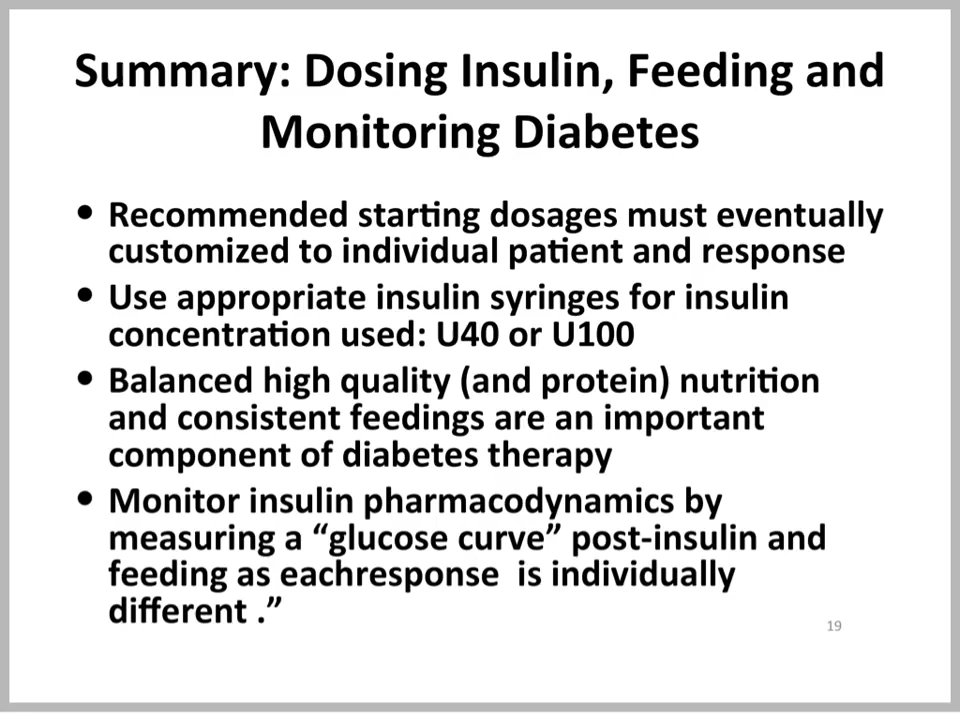 Summary: Dosing Insulin, Feeding and
Monitoring Diabetes
• Recommended starting dosages must eventually
customized to individual patient and response
• Use appropriate insulin syringes for insulin
concentration used: U40 or U100
• Balanced high quality (and protein) nutrition
and consistent feedings are an important
component of diabetes therapy
• Monitor insulin pharmacodynamics by
measuring a “glucose curve” post-insulin and
feeding as eachresponse  is individually
different .”
19